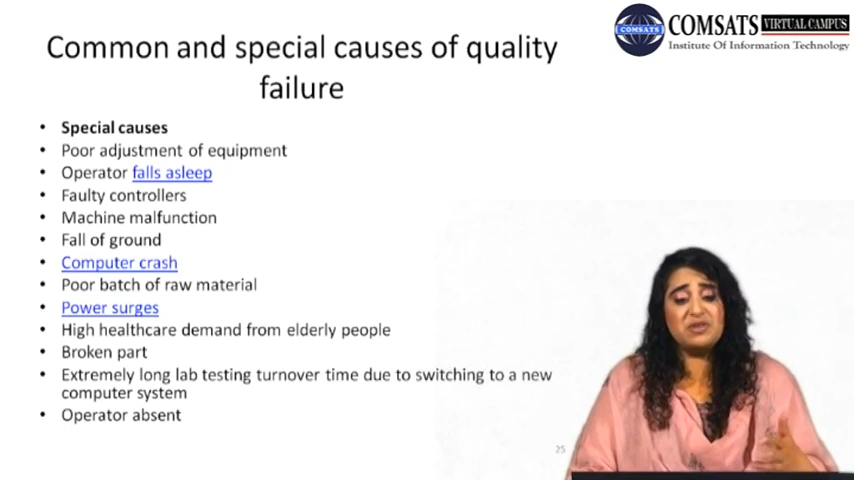 COMSATS
COMSATS VIRTUAL CAMPUS
Institute Of Information Technology
Common and special causes of quality
failure
• Special causes
• Poor adjustment of equipment
• Operator falls asleep
• Faulty controllers
• Machine malfunction
• Fall of ground
• Computer crash
• Poor batch of raw material
• Power surges
• High healthcare demand from elderly people
• Broken part
• Extremely long lab testing turnover time due to switching to a new
computer system
• Operator absent
25